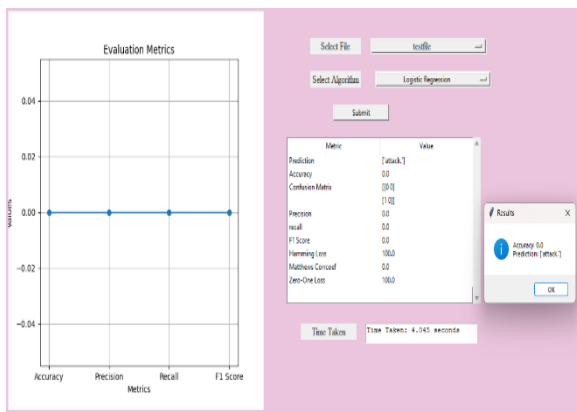 Evaluation Metrics
0.04
0.02
0.00
−0.02
−0.04
Values
Accuracy Precision Recall F1 Score
Metrics
Select File testfile
Select Algorithm Logistic Regression
Submit
Metric Value
Prediction ['attack.']
Accuracy 0.0
Confusion Matrix [[0 0]
[1 0]]
Precision 0.0
recall 0.0
F1 Score 0.0
Hamming Loss 100.0
Matthews Correoef 0.0
Zero-One Loss 100.0
Time Taken Time Taken: 4.045 seconds
Results
Accuracy: 0.0
Prediction: ['attack.']
OK